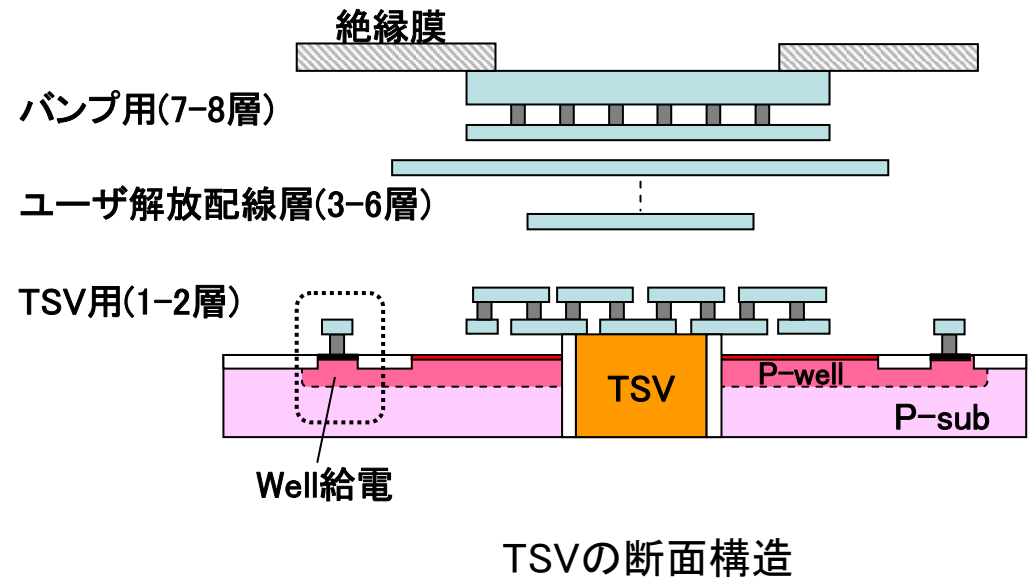 絶縁膜
バンプ用(7-8層)
ユーザ解放配線層(3-6層)
TSV用(1-2層)
TSV
P-well
P-sub
Well給電
TSVの断面構造